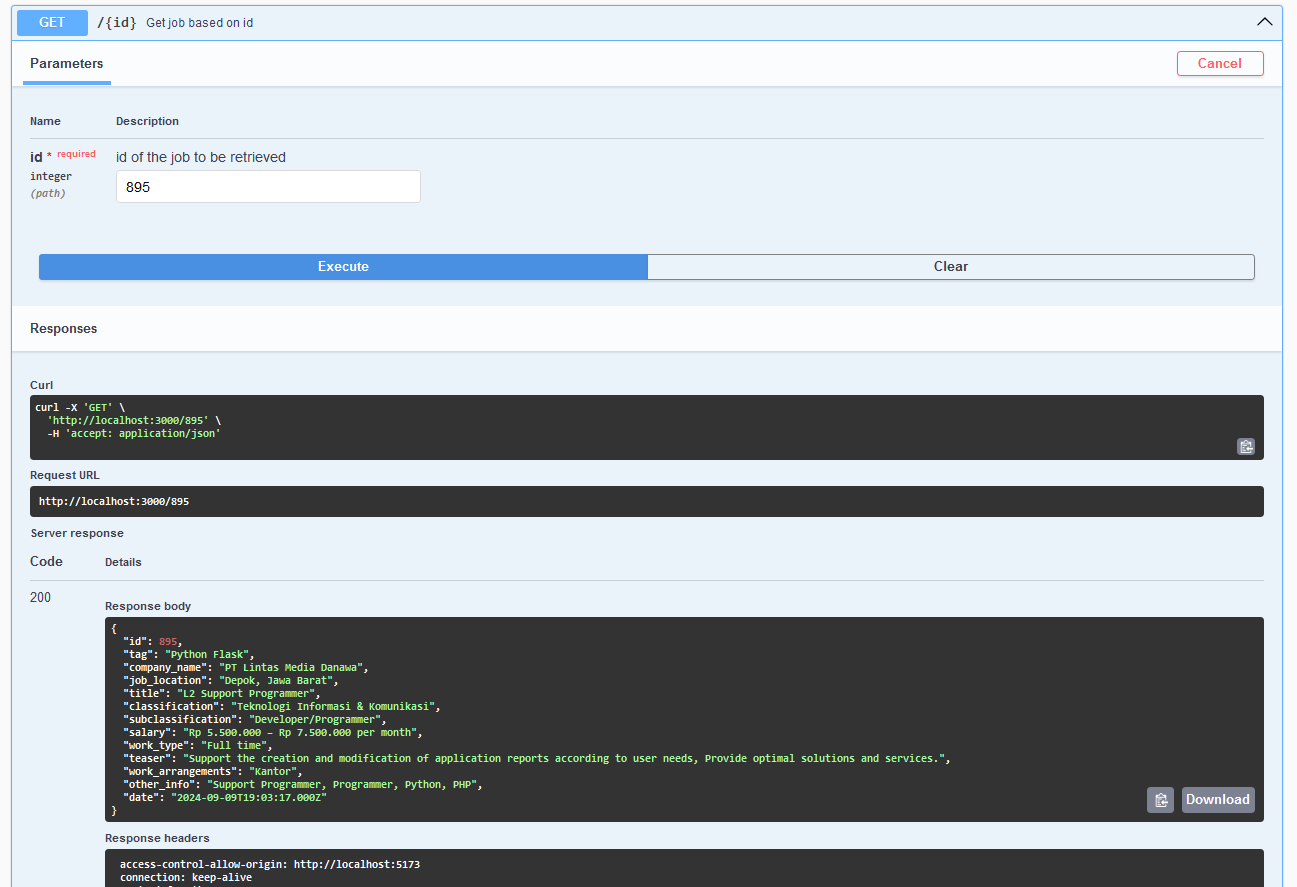 GET /{id} Get job based on id
Parameters
Cancel
Name Description
id * required id of the job to be retrieved
integer
(path)
895
Execute Clear
Responses
Curl
curl -X 'GET' \
  'http://localhost:3000/895' \
  -H 'accept: application/json'
Request URL
http://localhost:3000/895
Server response
Code Details
200
Response body
{
  "id": 895,
  "tag": "Python Flask",
  "company_name": "PT Lintas Media Danawa",
  "job_location": "Depok, Jawa Barat",
  "title": "L2 Support Programmer",
  "classification": "Teknologi Informasi & Komunikasi",
  "subclassification": "Developer/Programmer",
  "salary": "Rp 5.500.000 – Rp 7.500.000 per month",
  "work_type": "Full time",
  "teaser": "Support the creation and modification of application reports according to user needs, Provide optimal solutions and services.",
  "work_arrangements": "Kantor",
  "other_info": "Support Programmer, Programmer, Python, PHP",
  "date": "2024-09-09T19:03:17.000Z"
}
Download
Response headers
access-control-allow-origin: http://localhost:5173
connection: keep-alive